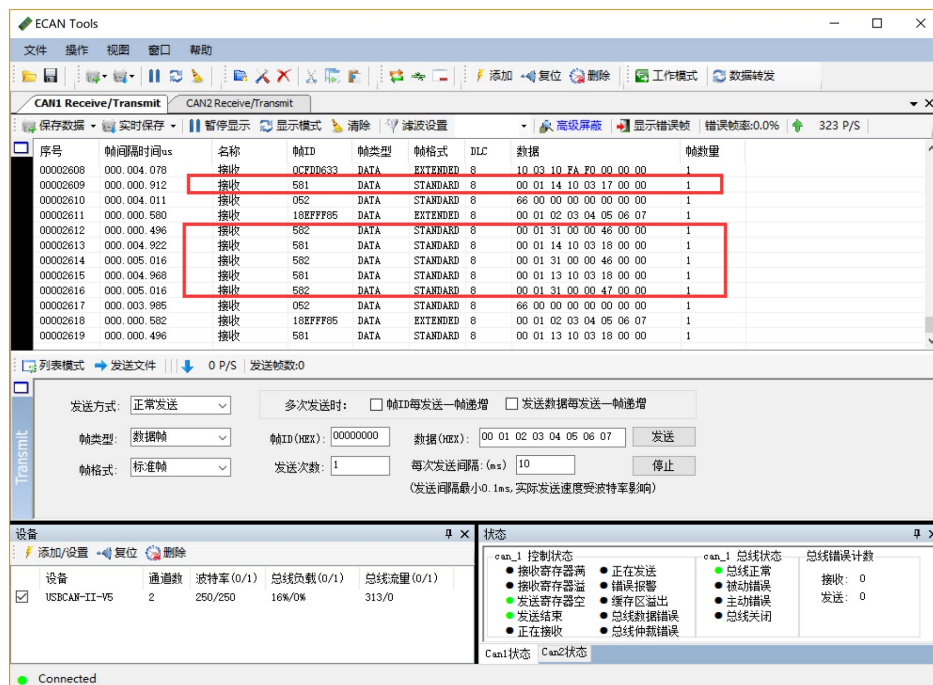 ECAN Tools
文件 操作 视图 窗口 帮助
添加 复位 删除 工作模式 数据转发
CAN1 Receive/Transmit CAN2 Receive/Transmit
保存数据 实时保存 暂停显示 显示模式 清除 滤波设置 高级屏蔽 显示错误帧 错误帧率:0.0% 323 P/S
序号 帧间隔时间us 名称 帧ID 帧类型 帧格式 DLC 数据 帧数量
00002608 000.004.078 接收 0CFDD633 DATA EXTENDED 8 10 03 10 FA F0 00 00 00 1
00002609 000.000.912 接收 581 DATA STANDARD 8 00 01 14 10 03 17 00 00 1
00002610 000.004.011 接收 052 DATA STANDARD 8 66 00 00 00 00 00 00 00 1
00002611 000.000.580 接收 18EFFF85 DATA EXTENDED 8 00 01 02 03 04 05 06 07 1
00002612 000.000.496 接收 582 DATA STANDARD 8 00 01 31 00 00 46 00 00 1
00002613 000.004.922 接收 581 DATA STANDARD 8 00 01 14 10 03 18 00 00 1
00002614 000.005.016 接收 582 DATA STANDARD 8 00 01 31 00 00 46 00 00 1
00002615 000.004.968 接收 581 DATA STANDARD 8 00 01 13 10 03 18 00 00 1
00002616 000.005.016 接收 582 DATA STANDARD 8 00 01 31 00 00 47 00 00 1
00002617 000.003.985 接收 052 DATA STANDARD 8 66 00 00 00 00 00 00 00 1
00002618 000.000.582 接收 18EFFF85 DATA EXTENDED 8 00 01 02 03 04 05 06 07 1
00002619 000.000.496 接收 581 DATA STANDARD 8 00 01 13 10 03 18 00 00 1
列表模式 发送文件 0 P/S 发送帧数:0
Transmit
发送方式: 正常发送 多次发送时: 帧ID每发送一帧递增 发送数据每发送一帧递增
帧类型: 数据帧 帧ID(HEX): 00000000 数据(HEX): 00 01 02 03 04 05 06 07 发送
帧格式: 标准帧 发送次数: 1 每次发送间隔:(ms) 10 停止
(发送间隔最小0.1ms,实际发送速度受波特率影响)
设备 状态
添加/设置 复位 删除
设备 通道数 波特率(0/1) 总线负载(0/1) 总线流量(0/1)
USBCAN-II-V5 2 250/250 16%/0% 313/0
can_1 控制状态 can_1 总线状态 总线错误计数
接收寄存器满 正在发送 总线正常 接收: 0
接收寄存器溢 错误报警 被动错误
发送寄存器空 缓存区溢出 主动错误 发送: 0
发送结束 总线数据错误 总线关闭
正在接收 总线仲裁错误
Can1状态 Can2状态
Connected